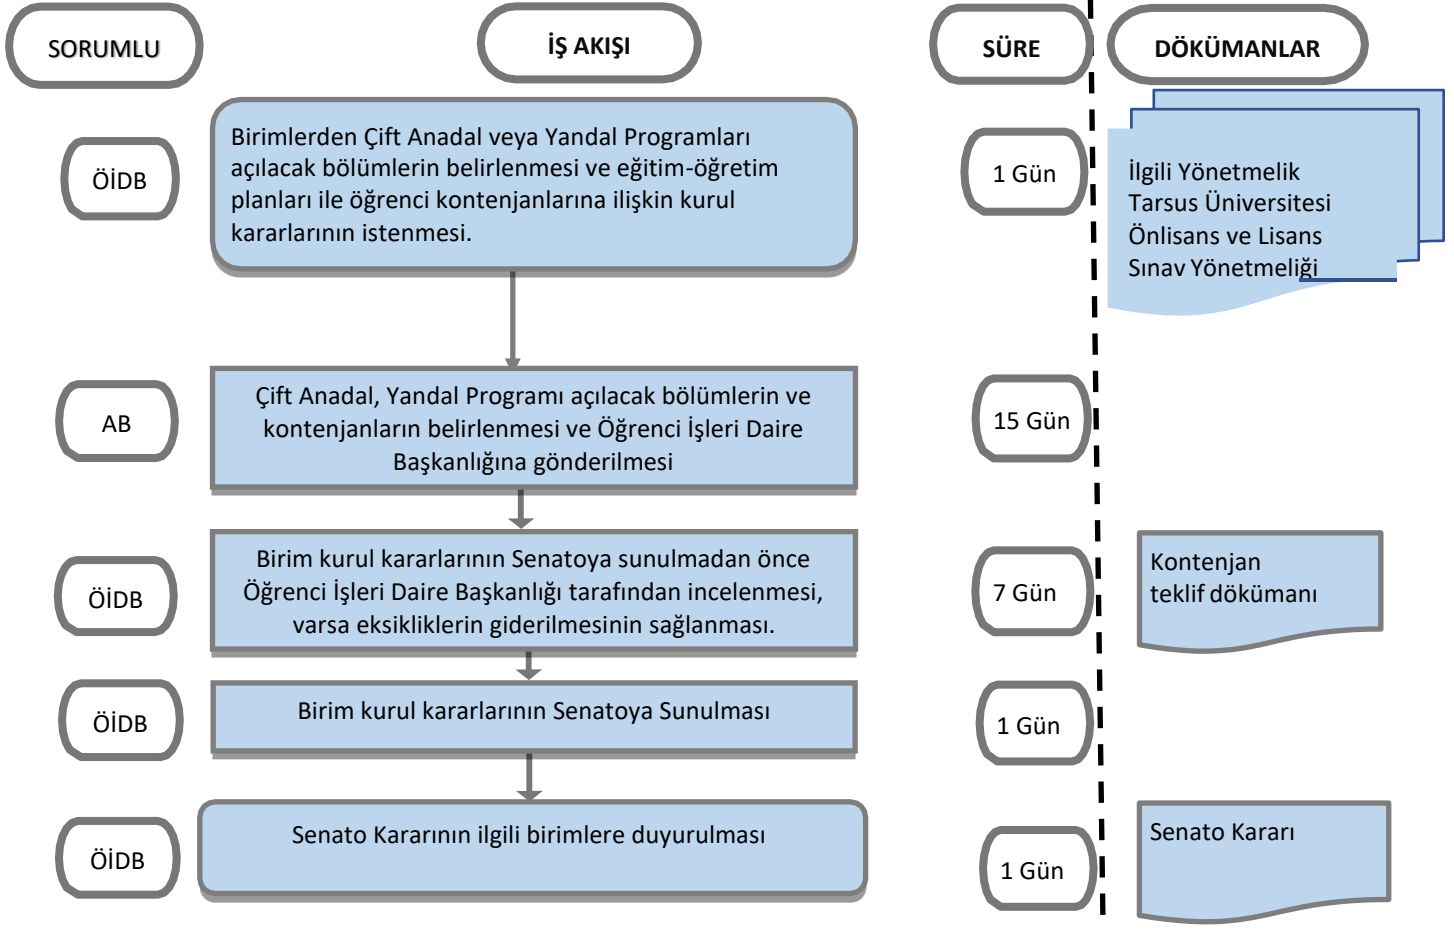 SORUMLU
İŞ AKIŞI
SÜRE
DÖKÜMANLAR
ÖİDB
Birimlerden Çift Anadal veya Yandal Programları
açılacak bölümlerin belirlenmesi ve eğitim-öğretim
planları ile öğrenci kontenjanlarına ilişkin kurul
kararlarının istenmesi.
1 Gün
İlgili Yönetmelik
Tarsus Üniversitesi
Önlisans ve Lisans
Sınav Yönetmeliği
AB
Çift Anadal, Yandal Programı açılacak bölümlerin ve
kontenjanların belirlenmesi ve Öğrenci İşleri Daire
Başkanlığına gönderilmesi
15 Gün
ÖİDB
Birim kurul kararlarının Senatoya sunulmadan önce
Öğrenci İşleri Daire Başkanlığı tarafından incelenmesi,
varsa eksikliklerin giderilmesinin sağlanması.
7 Gün
Kontenjan
teklif dökümanı
ÖİDB
Birim kurul kararlarının Senatoya Sunulması
1 Gün
ÖİDB
Senato Kararının ilgili birimlere duyurulması
1 Gün
Senato Kararı